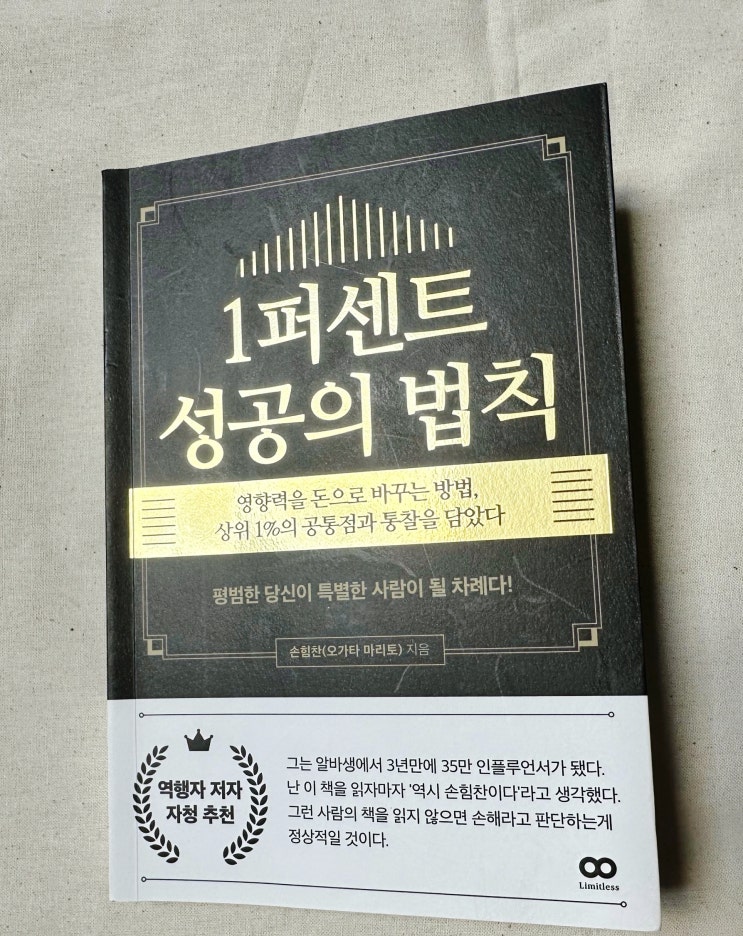 1퍼센트
성공의 법칙
영향력을 돈으로 바꾸는 방법,
상위 1%의 공통점과 통찰을 담았다
평범한 당신이 특별한 사람이 될 차례다!
손힘찬(오가타 마리토) 지음
역행자 저자
자청 추천
그는 알바생에서 3년만에 35만 인플루언서가 됐다.
난 이 책을 읽자마자 '역시 손힘찬이다'라고 생각했다.
그런 사람의 책을 읽지 않으면 손해라고 판단하는게
정상적일 것이다.
Limitless